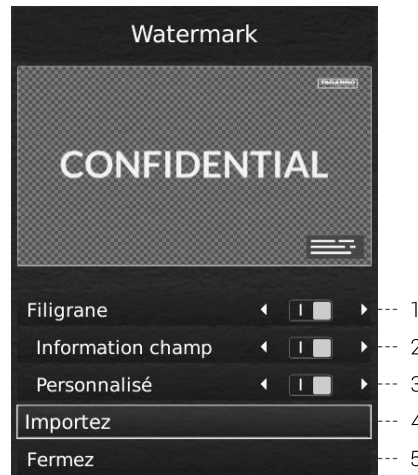 Watermark
TAGARNO
CONFIDENTIAL
Filigrane 1
Information champ 2
Personnalisé 3
Importez 4
Fermez 5